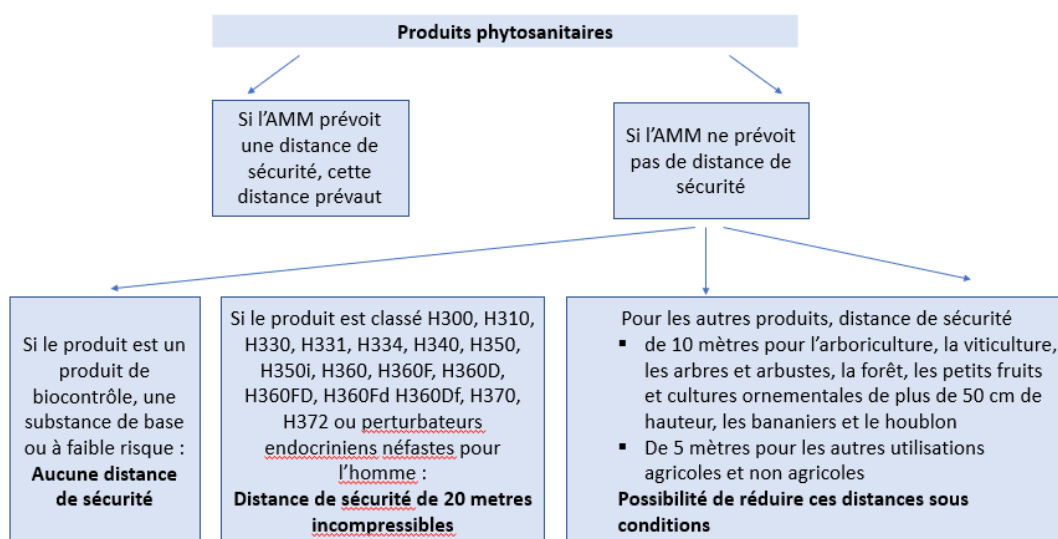 Produits phytosanitaires
Si l'AMM prévoit
une distance de
sécurité, cette
distance prévaut
Si l'AMM ne prévoit
pas de distance de
sécurité
Si le produit est un
produit de
biocontrôle, une
substance de base
ou à faible risque :
Aucune distance
de sécurité
Si le produit est classé H300, H310,
H330, H331, H334, H340, H350,
H350i, H360, H360F, H360D,
H360FD, H360Fd H360Df, H370,
H372 ou perturbateurs
endocriniens néfastes pour
l'homme :
Distance de sécurité de 20 metres
incompressibles
Pour les autres produits, distance de sécurité
▪ de 10 mètres pour l'arboriculture, la viticulture,
les arbres et arbustes, la forêt, les petits fruits
et cultures ornementales de plus de 50 cm de
hauteur, les bananiers et le houblon
▪ De 5 mètres pour les autres utilisations
agricoles et non agricoles
Possibilité de réduire ces distances sous
conditions